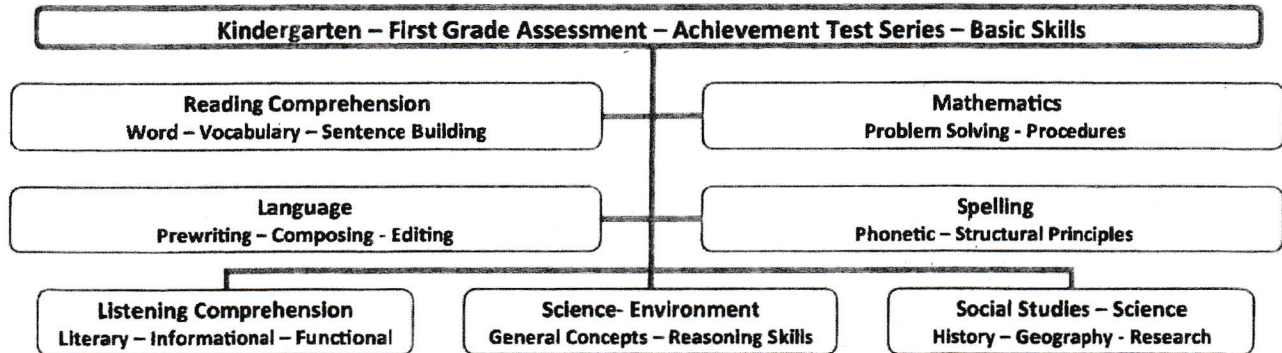 Kindergarten – First Grade Assessment – Achievement Test Series – Basic Skills
Reading Comprehension
Word – Vocabulary – Sentence Building
Mathematics
Problem Solving - Procedures
Language
Prewriting – Composing - Editing
Spelling
Phonetic – Structural Principles
Listening Comprehension
Literary – Informational – Functional
Science- Environment
General Concepts – Reasoning Skills
Social Studies – Science
History – Geography - Research